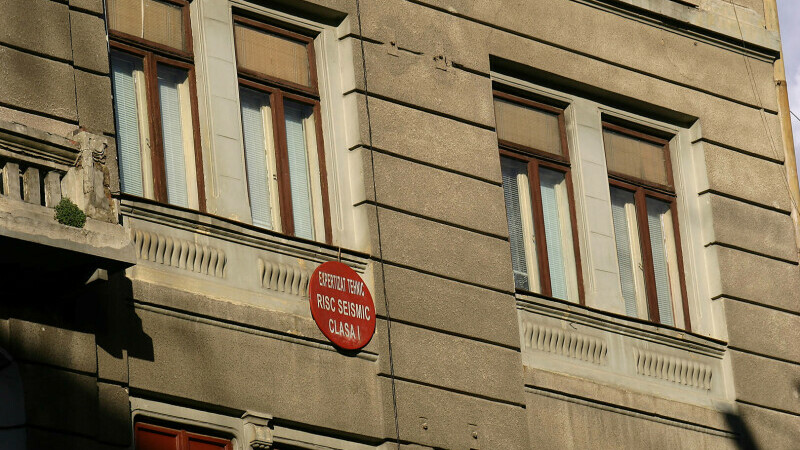 EXPERTIZAT TEHNIC
RISC SEISMIC
CLASA I